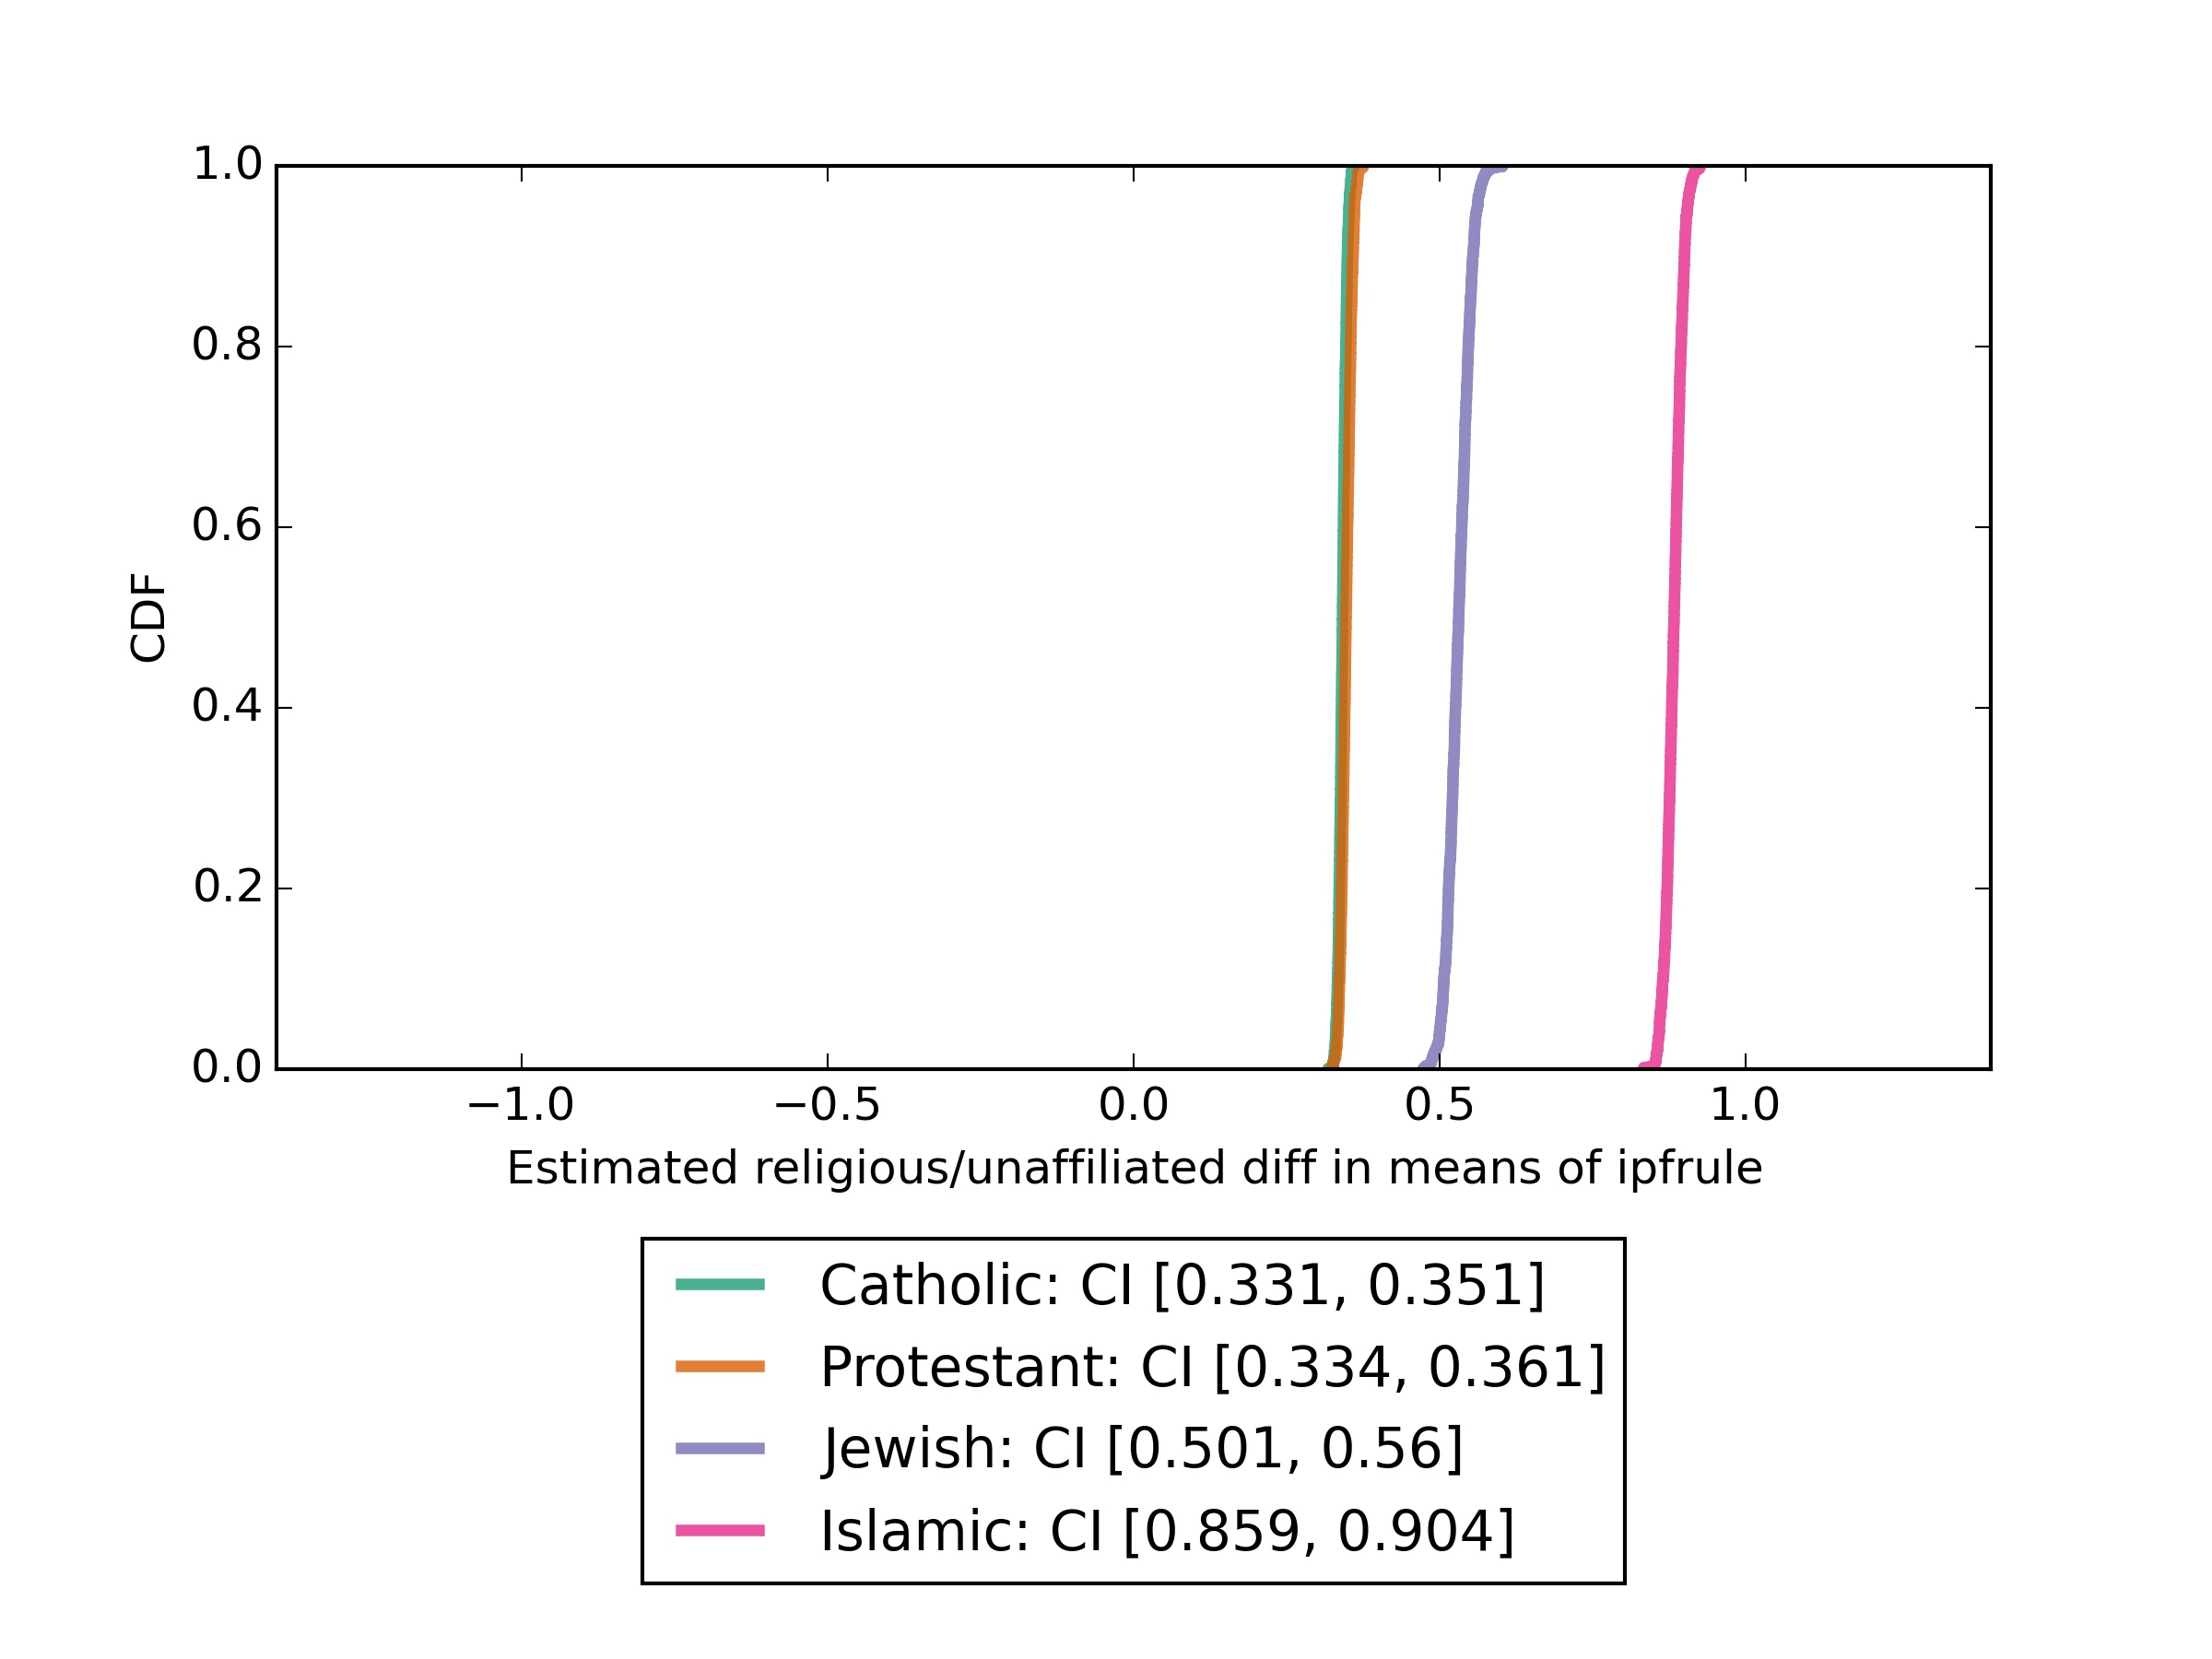 1.0
0.8
0.6
0.4
0.2
0.0
CDF
−1.0 −0.5 0.0 0.5 1.0
Estimated religious/unaffiliated diff in means of ipfrule
Catholic: CI [0.331, 0.351]
Protestant: CI [0.334, 0.361]
Jewish: CI [0.501, 0.56]
Islamic: CI [0.859, 0.904]